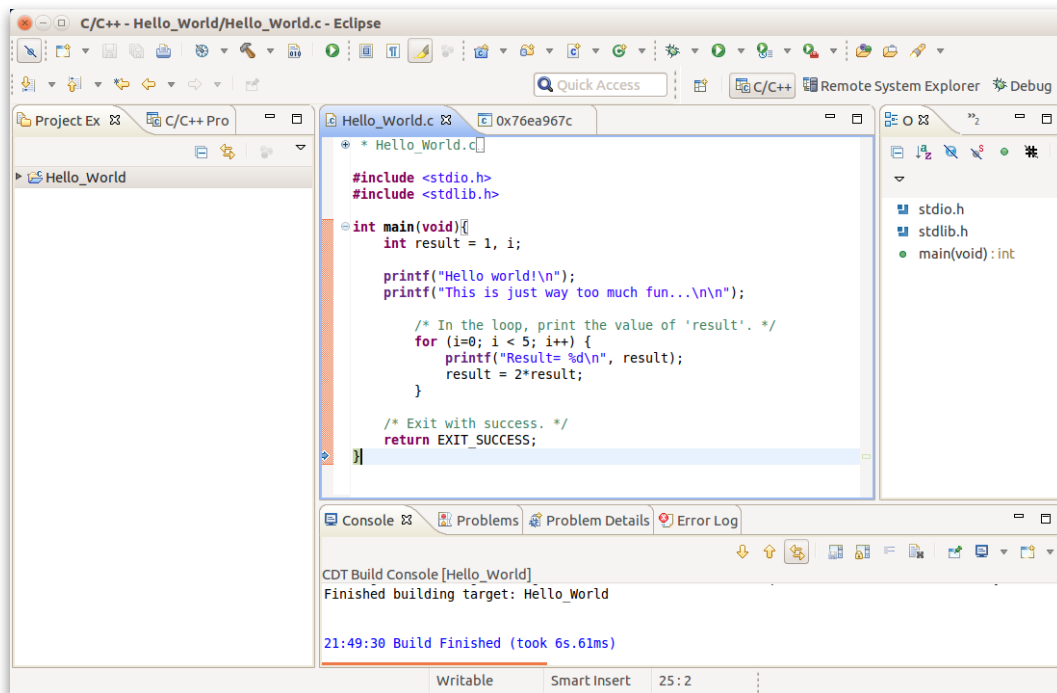 C/C++ - Hello_World/Hello_World.c - Eclipse
Quick Access
C/C++
Remote System Explorer
Debug
Project Ex
C/C++ Pro
Hello_World
Hello_World.c
0x76ea967c
* Hello_World.c
#include <stdio.h>
#include <stdlib.h>
int main(void){
int result = 1, i;
printf("Hello world!\n");
printf("This is just way too much fun...\n\n");
/* In the loop, print the value of 'result'. */
for (i=0; i < 5; i++) {
printf("Result= %d\n", result);
result = 2*result;
}
/* Exit with success. */
return EXIT_SUCCESS;
}
O
»2
stdio.h
stdlib.h
main(void) : int
Console
Problems
Problem Details
Error Log
CDT Build Console [Hello_World]
Finished building target: Hello_World
21:49:30 Build Finished (took 6s.61ms)
Writable
Smart Insert
25 : 2